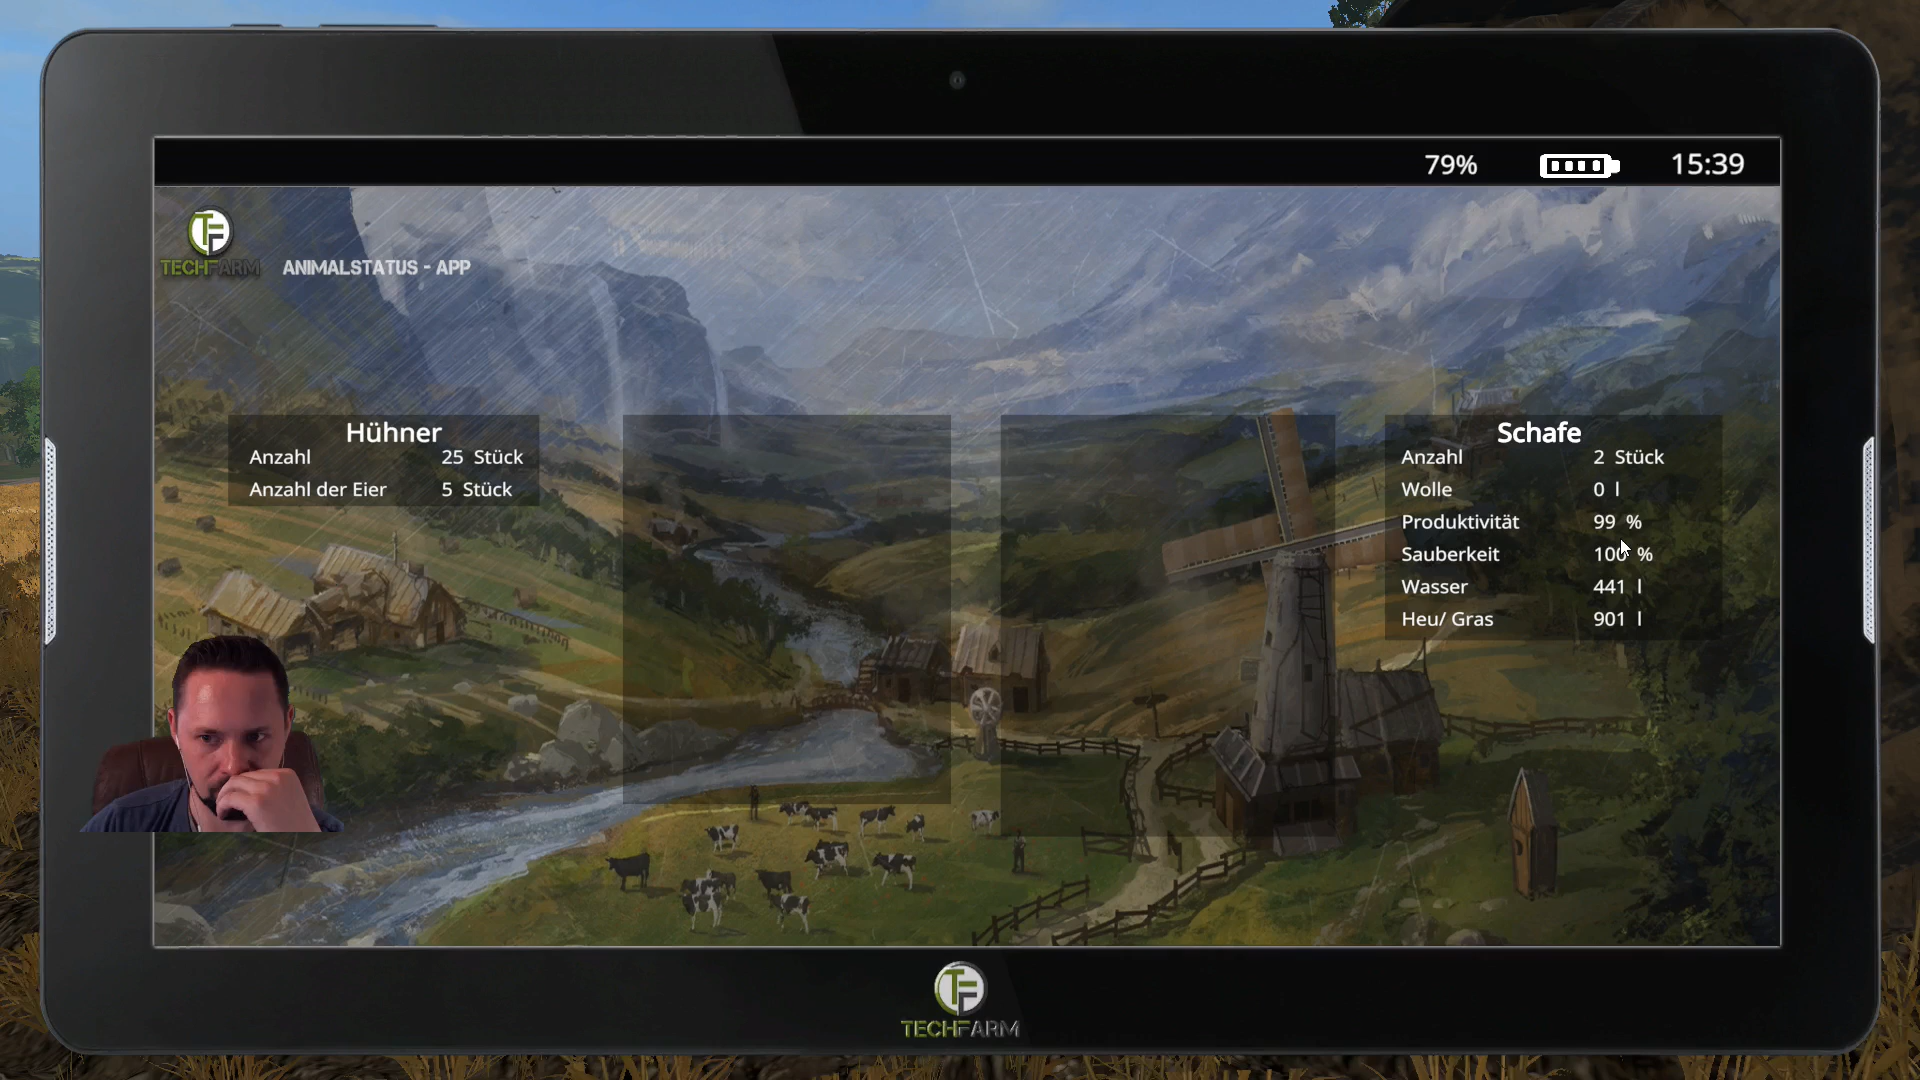 79% 15:39
TECHFARM
ANIMALSTATUS - APP
Hühner
Anzahl 25 Stück
Anzahl der Eier 5 Stück
Schafe
Anzahl 2 Stück
Wolle 0 l
Produktivität 99 %
Sauberkeit 100 %
Wasser 441 l
Heu/ Gras 901 l
TECHFARM